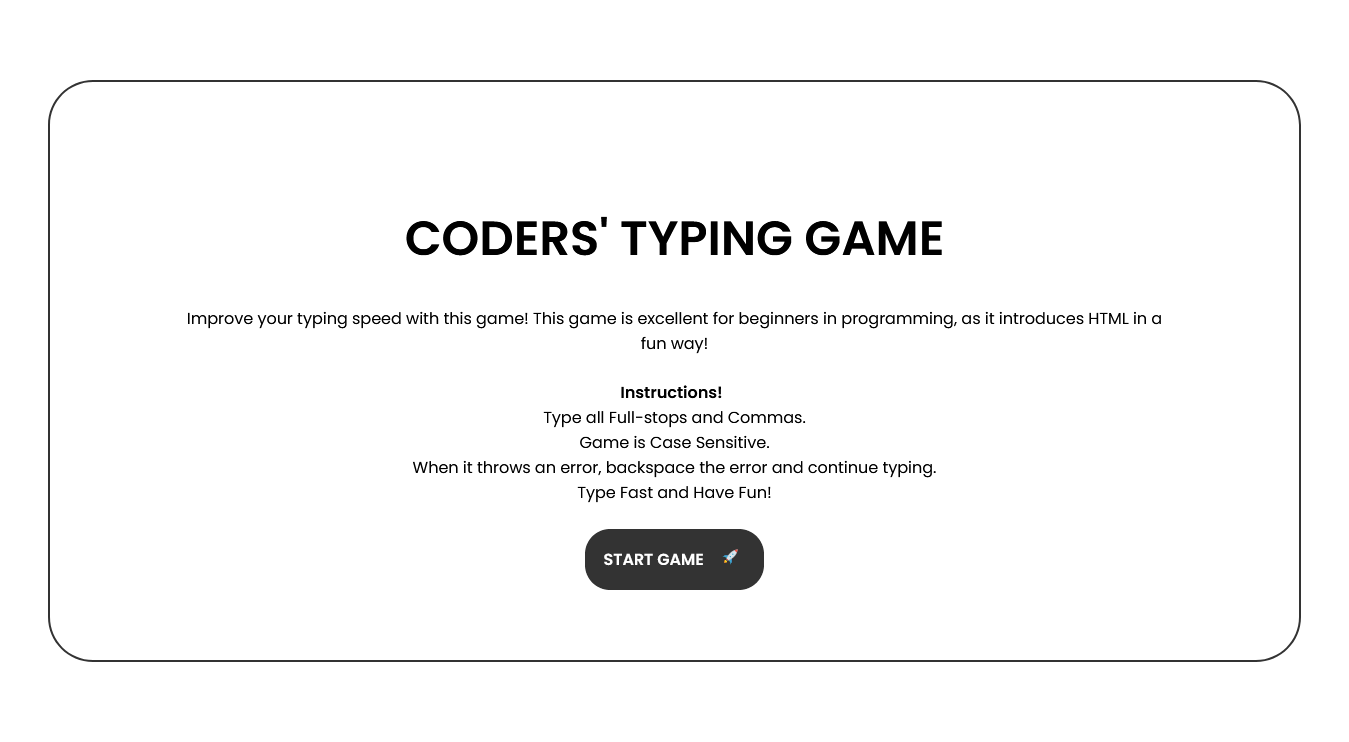 CODERS' TYPING GAME
Improve your typing speed with this game! This game is excellent for beginners in programming, as it introduces HTML in a
fun way!
Instructions!
Type all Full-stops and Commas.
Game is Case Sensitive.
When it throws an error, backspace the error and continue typing.
Type Fast and Have Fun!
START GAME 🚀